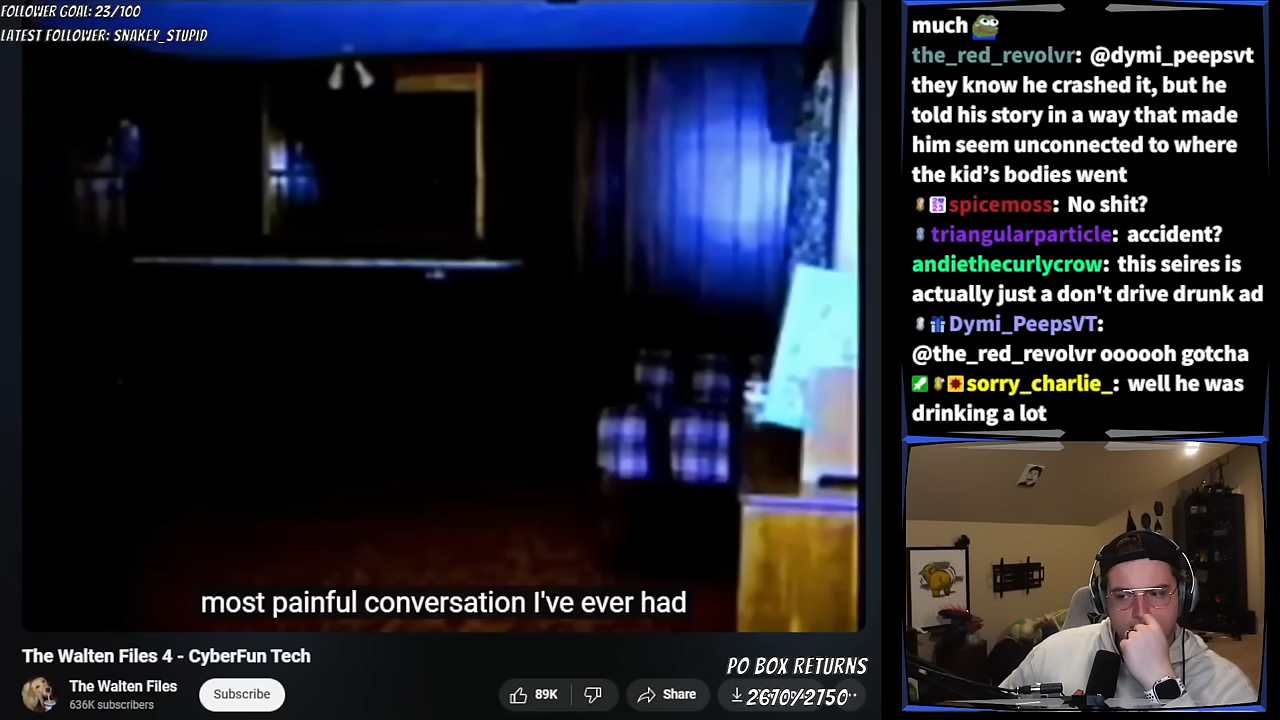 FOLLOWER GOAL: 23/100
LATEST FOLLOWER: SNAKEY_STUPID
most painful conversation I've ever had
The Walten Files 4 - CyberFun Tech
The Walten Files
636K subscribers
Subscribe
89K
Share
PO BOX RETURNS
2670/2750
much
the_red_revolvr: @dymi_peepsvt
they know he crashed it, but he
told his story in a way that made
him seem unconnected to where
the kid’s bodies went
spicemoss: No shit?
triangularparticle: accident?
andiethecurlycrow: this seires is
actually just a don't drive drunk ad
Dymi_PeepsVT:
@the_red_revolvr oooooh gotcha
sorry_charlie_: well he was
drinking a lot